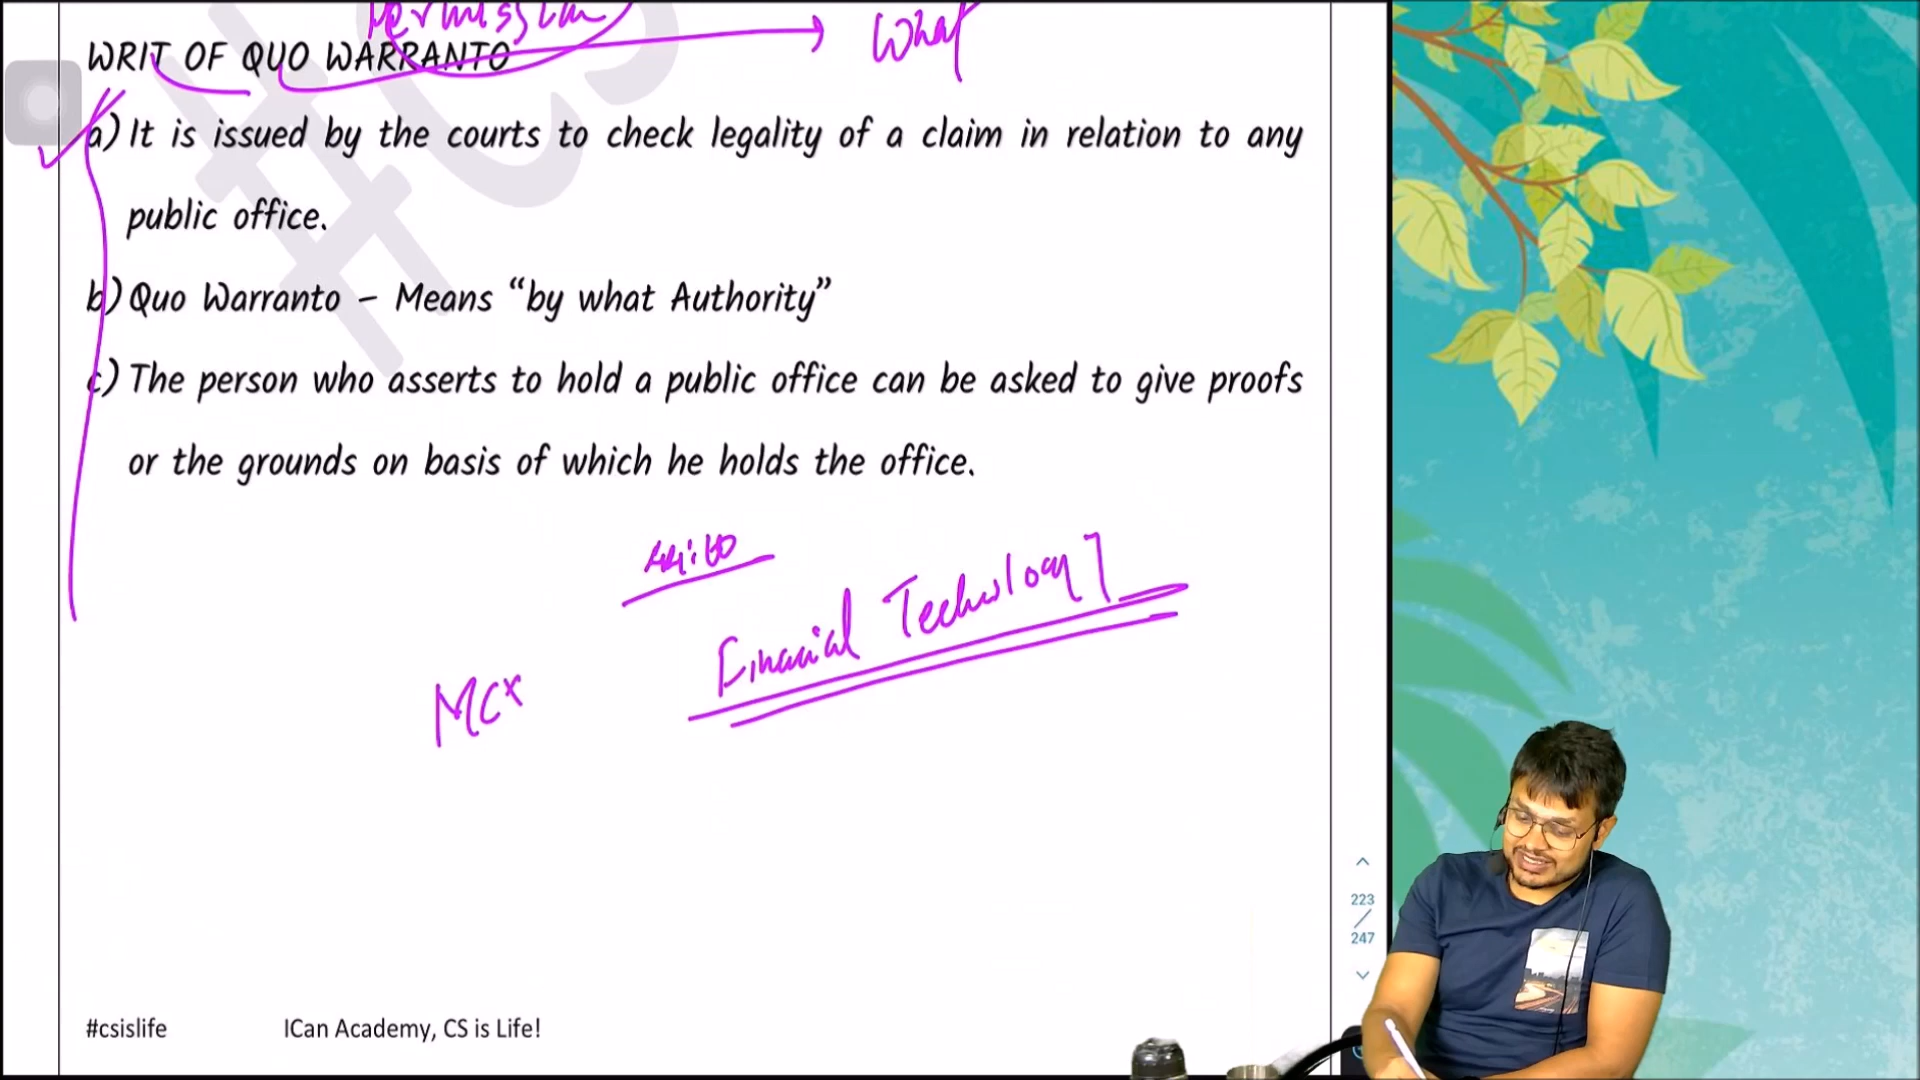 Permission
WRIT OF QUO WARRANTO
What
a) It is issued by the courts to check legality of a claim in relation to any
public office.
b) Quo Warranto – Means “by what Authority”
c) The person who asserts to hold a public office can be asked to give proofs
or the grounds on basis of which he holds the office.
Financial Technology
MCX
223
/
247
#csislife
ICan Academy, CS is Life!